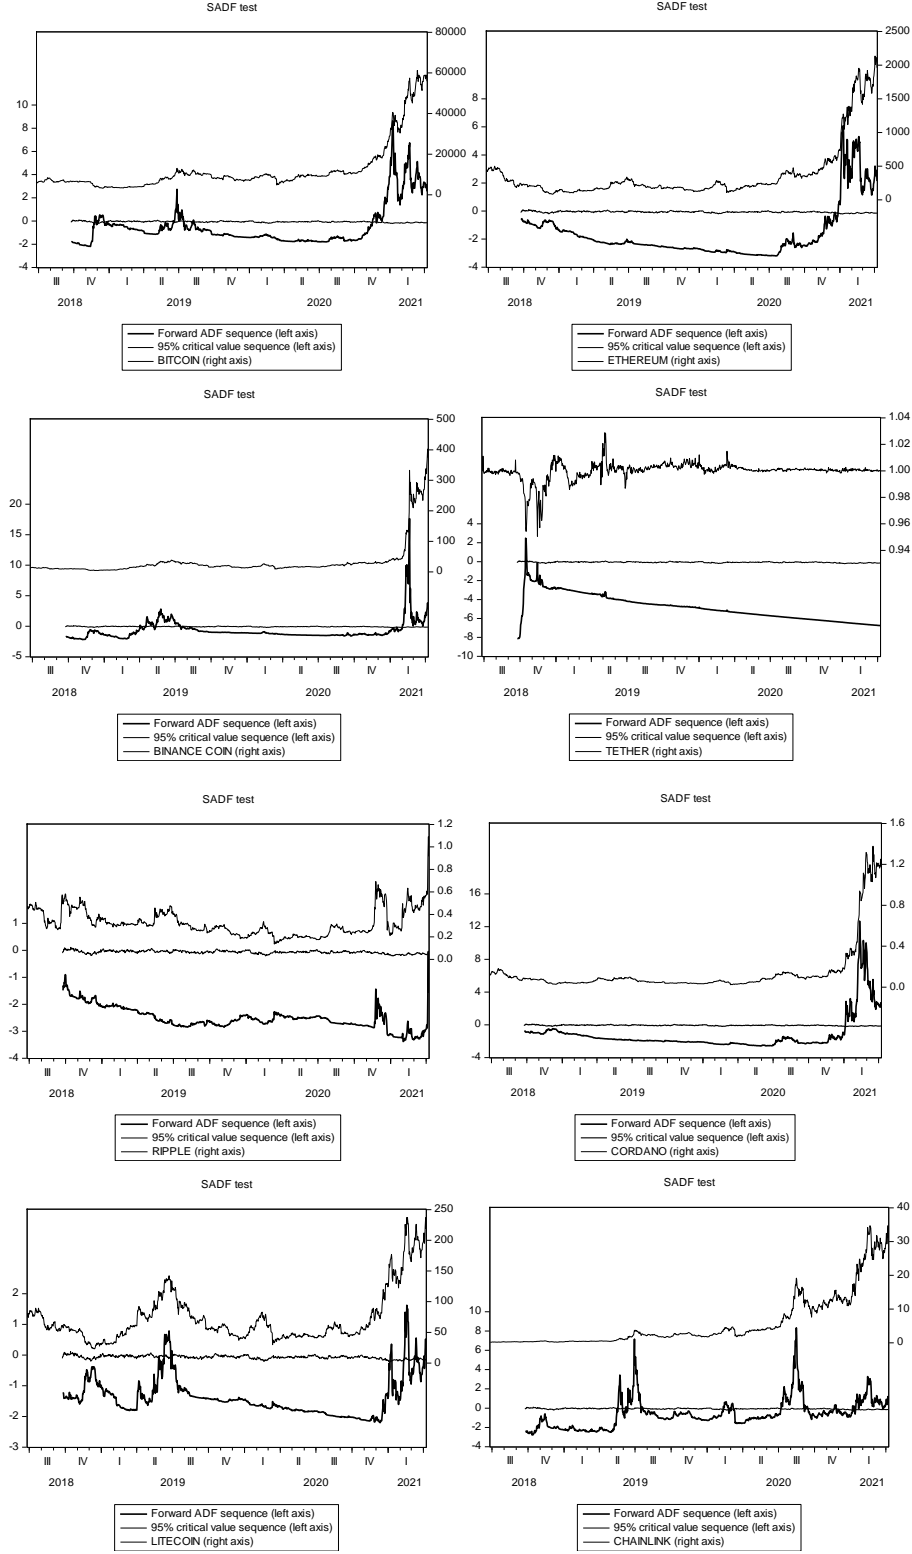 SADF test
80000
60000
40000
20000
0
10
8
6
4
2
0
-2
-4
III IV I II III IV I II III IV I
2018 2019 2020 2021
Forward ADF sequence (left axis)
95% critical value sequence (left axis)
BITCOIN (right axis)
SADF test
2500
2000
1500
1000
500
0
8
6
4
2
0
-2
-4
III IV I II III IV I II III IV I
2018 2019 2020 2021
Forward ADF sequence (left axis)
95% critical value sequence (left axis)
ETHEREUM (right axis)
SADF test
500
400
300
200
100
0
20
15
10
5
0
-5
III IV I II III IV I II III IV I
2018 2019 2020 2021
Forward ADF sequence (left axis)
95% critical value sequence (left axis)
BINANCE COIN (right axis)
SADF test
1.04
1.02
1.00
0.98
0.96
0.94
4
2
0
-2
-4
-6
-8
-10
III IV I II III IV I II III IV I
2018 2019 2020 2021
Forward ADF sequence (left axis)
95% critical value sequence (left axis)
TETHER (right axis)
SADF test
1.2
1.0
0.8
0.6
0.4
0.2
0.0
1
0
-1
-2
-3
-4
III IV I II III IV I II III IV I
2018 2019 2020 2021
Forward ADF sequence (left axis)
95% critical value sequence (left axis)
RIPPLE (right axis)
SADF test
1.6
1.2
0.8
0.4
0.0
16
12
8
4
0
-4
III IV I II III IV I II III IV I
2018 2019 2020 2021
Forward ADF sequence (left axis)
95% critical value sequence (left axis)
CORDANO (right axis)
SADF test
250
200
150
100
50
0
2
1
0
-1
-2
-3
III IV I II III IV I II III IV I
2018 2019 2020 2021
Forward ADF sequence (left axis)
95% critical value sequence (left axis)
LITECOIN (right axis)
SADF test
40
30
20
10
0
10
8
6
4
2
0
-2
-4
III IV I II III IV I II III IV I
2018 2019 2020 2021
Forward ADF sequence (left axis)
95% critical value sequence (left axis)
CHAINLINK (right axis)